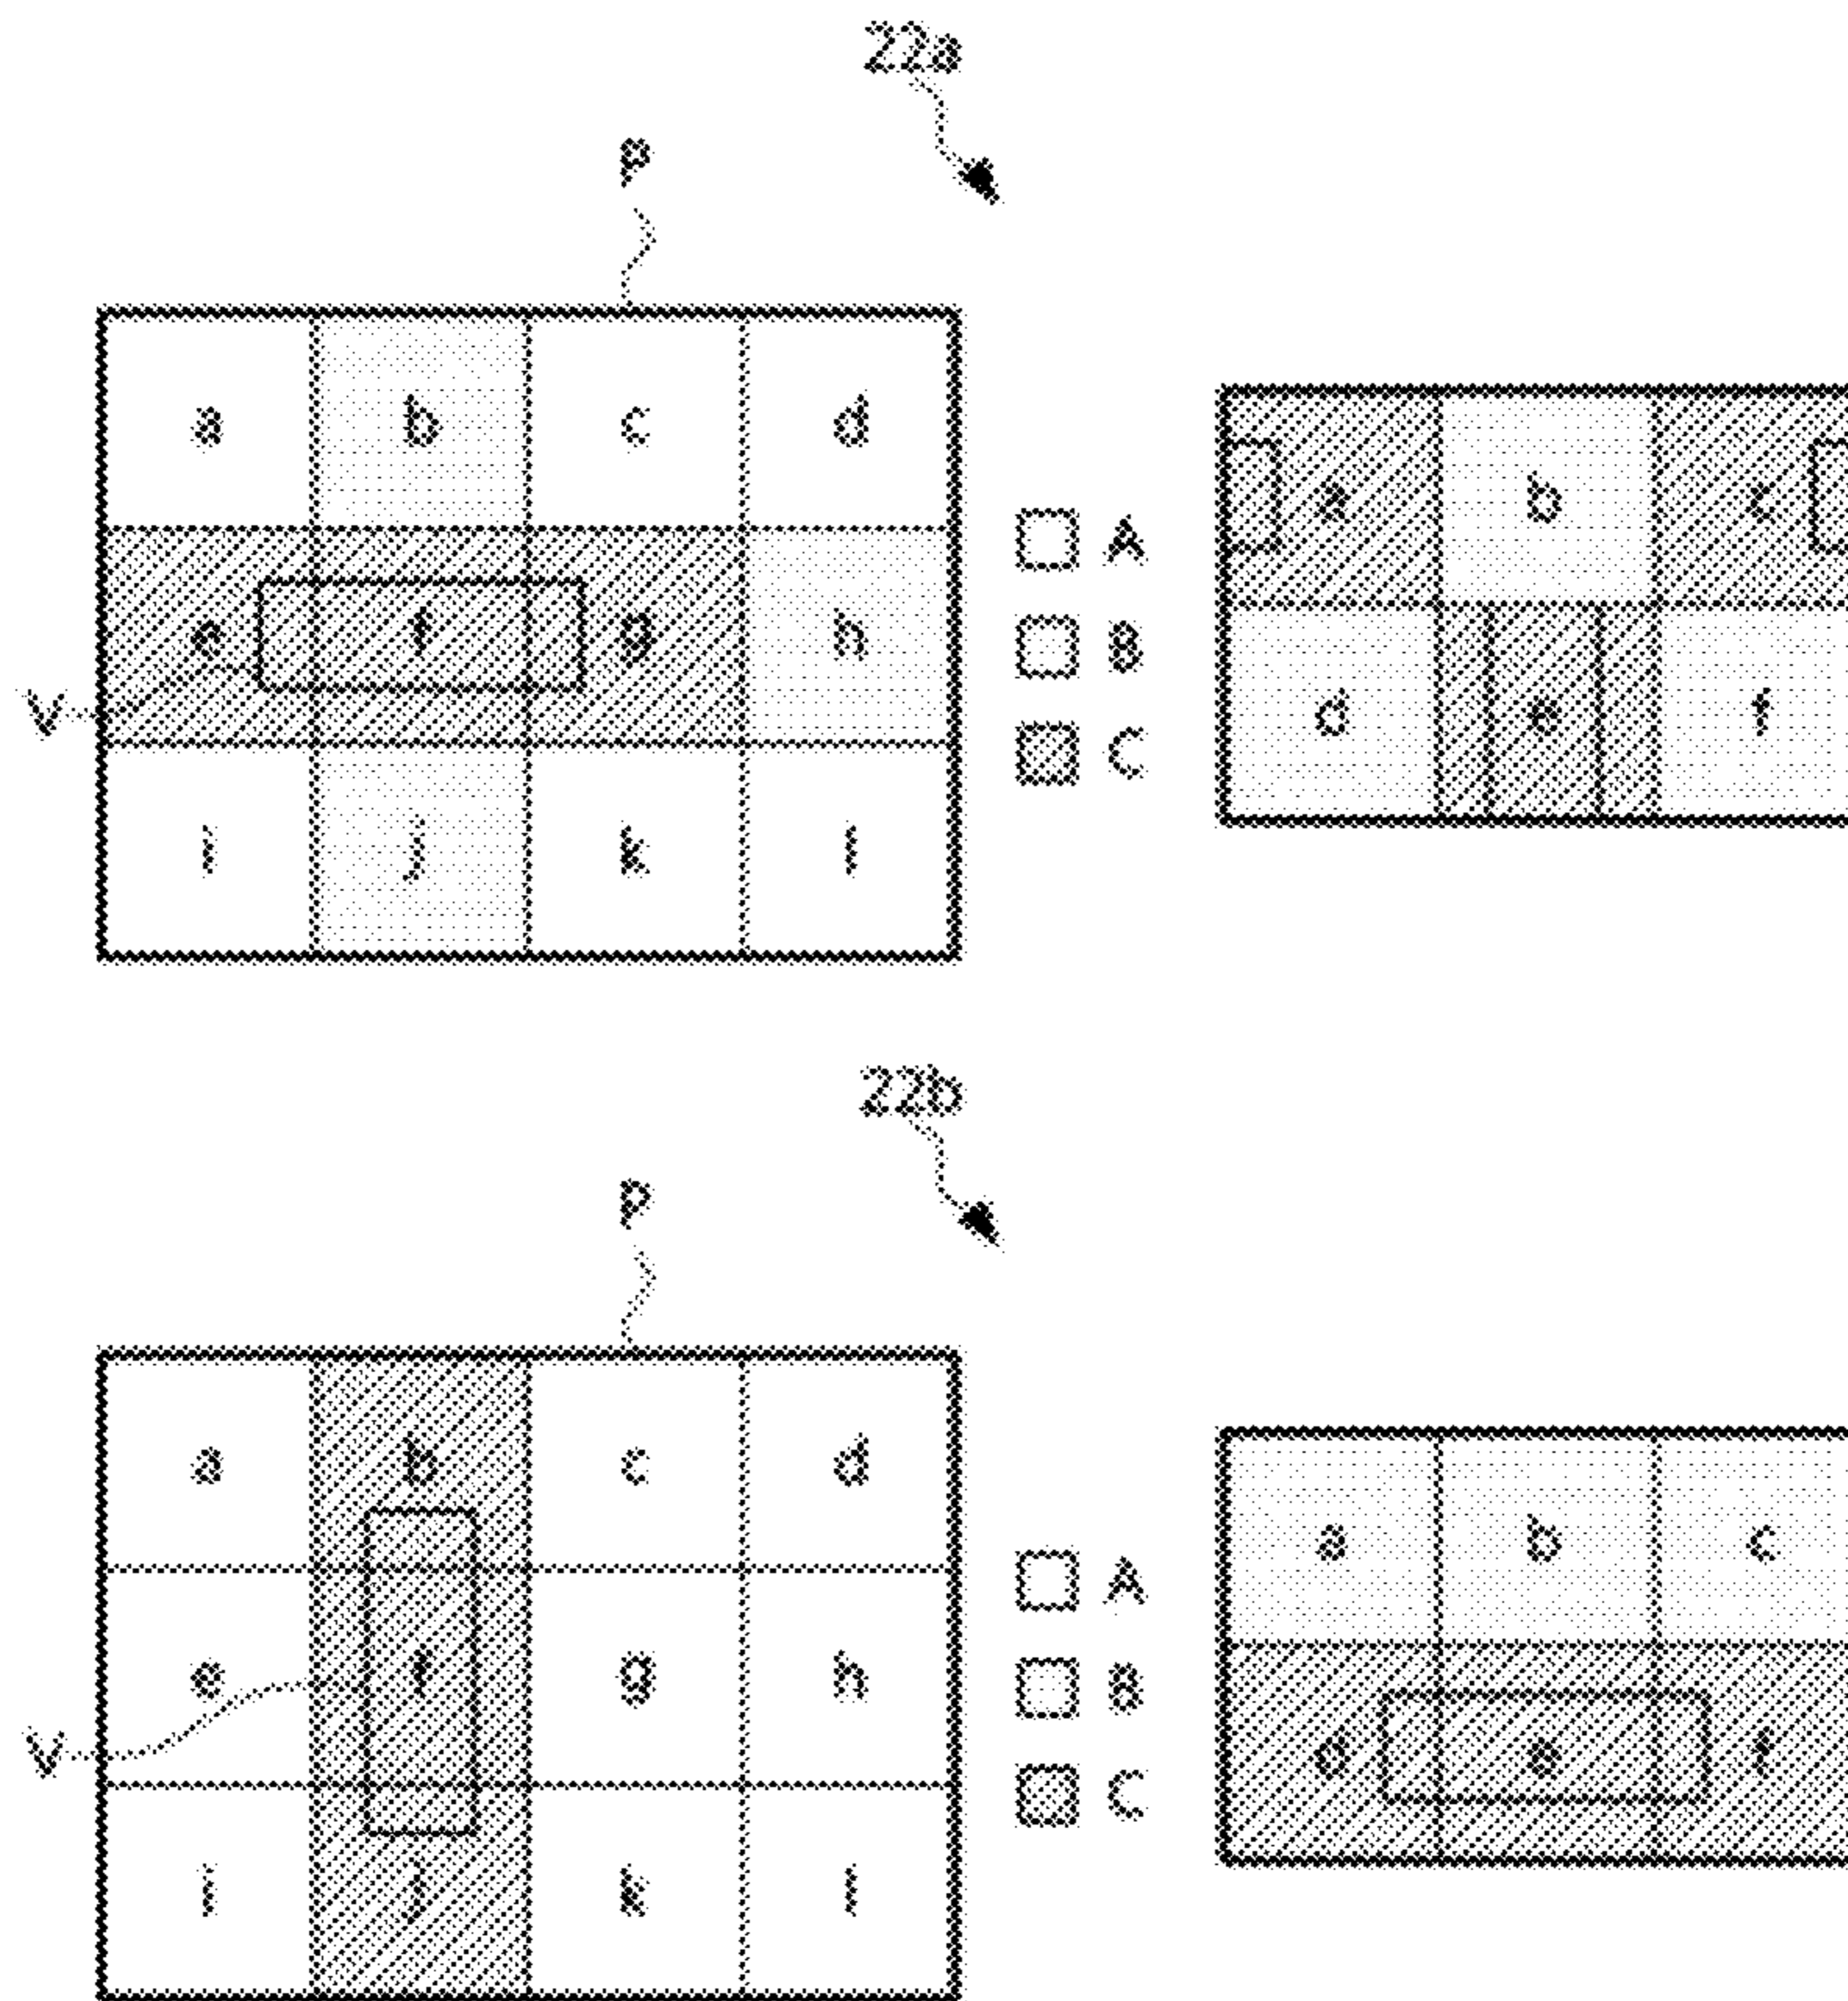 22a
p
a b c d
e f g h
i j k l
V
A
B
C
a b c
d e f
22b
p
a b c d
e f g h
i j k l
V
A
B
C
a b c
d e f